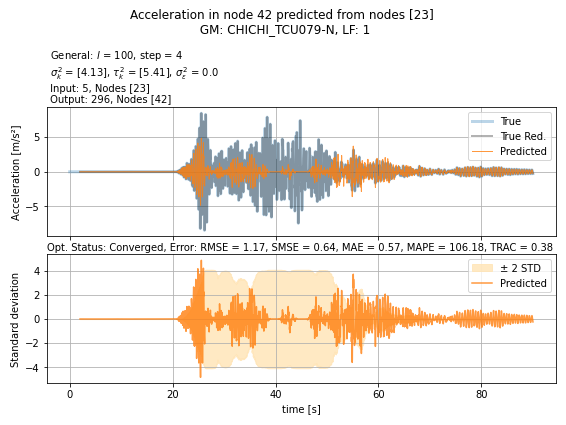 Acceleration in node 42 predicted from nodes [23]
GM: CHICHI_TCU079-N, LF: 1
General: l = 100, step = 4
σ²ₖ = [4.13], τ²ₖ = [5.41], σ²ε = 0.0
Input: 5, Nodes [23]
Output: 296, Nodes [42]
Acceleration [m/s²]
5
0
−5
True
True Red.
Predicted
Opt. Status: Converged, Error: RMSE = 1.17, SMSE = 0.64, MAE = 0.57, MAPE = 106.18, TRAC = 0.38
Standard deviation
4
2
0
−2
−4
± 2 STD
Predicted
0 20 40 60 80
time [s]